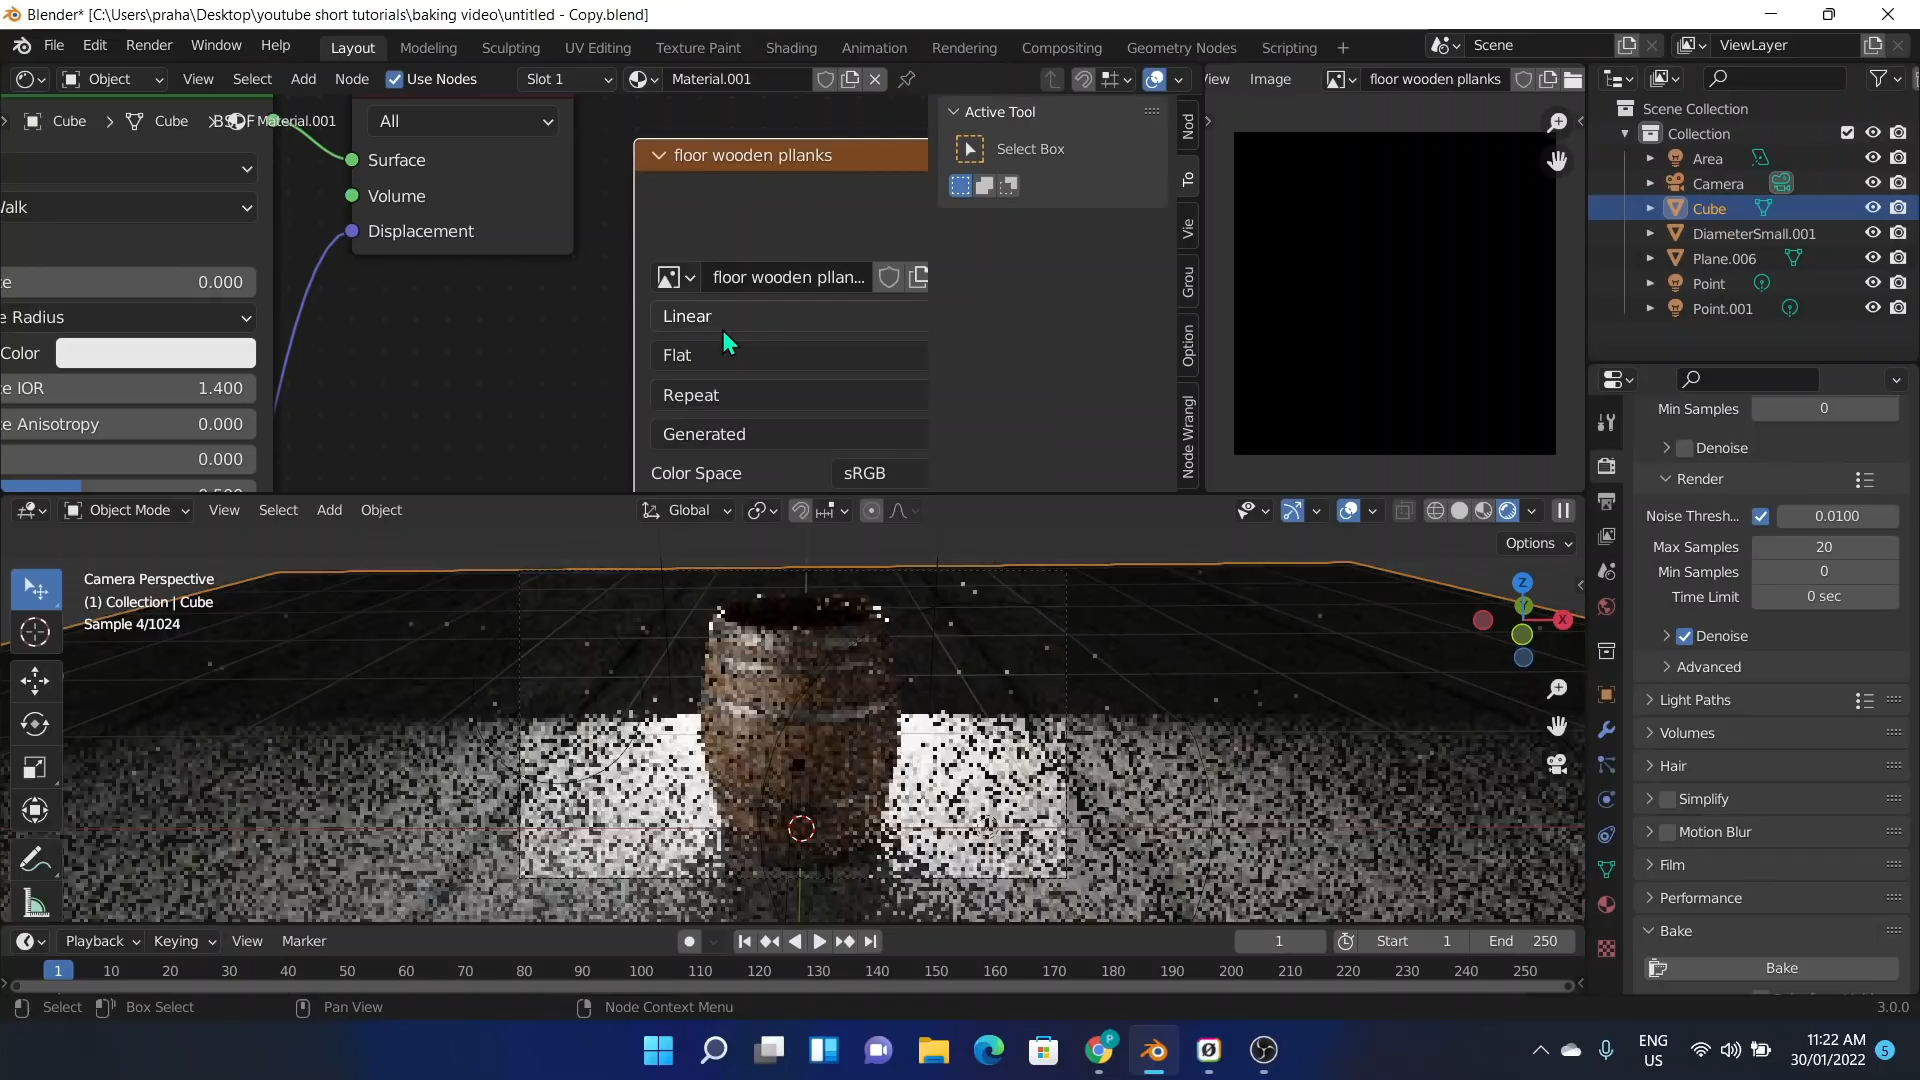 Blender* [C:\Users\praha\Desktop\youtube short tutorials\baking video\untitled - Copy.blend]
File Edit Render Window Help Layout Modeling Sculpting UV Editing Texture Paint Shading Animation Rendering Compositing Geometry Nodes Scripting + Scene ViewLayer
Object View Select Add Node Use Nodes Slot 1 Material.001
Image floor wooden pllanks
Cube Cube Material.001
BSDF
All
Surface
Volume
Displacement
0.000
Radius
Color
IOR 1.400
Anisotropy 0.000
0.000
floor wooden pllanks
floor wooden pllan...
Linear
Flat
Repeat
Generated
Color Space sRGB
Active Tool
Select Box
Nod
To
Vie
Grou
Option
Node Wrangl
Scene Collection
Collection
Area
Camera
Cube
DiameterSmall.001
Plane.006
Point
Point.001
Min Samples 0
Denoise
Render
Noise Thresh... 0.0100
Max Samples 20
Min Samples 0
Time Limit 0 sec
Denoise
Advanced
Light Paths
Volumes
Hair
Simplify
Motion Blur
Film
Performance
Bake
Bake
Object Mode View Select Add Object Global
Options
Camera Perspective
(1) Collection | Cube
Sample 4/1024
Z
Y
X
Playback Keying View Marker 1 Start 1 End 250
1 10 20 30 40 50 60 70 80 90 100 110 120 130 140 150 160 170 180 190 200 210 220 230 240 250
Select Box Select Pan View Node Context Menu 3.0.0
P
ENG
US
11:22 AM
30/01/2022
5